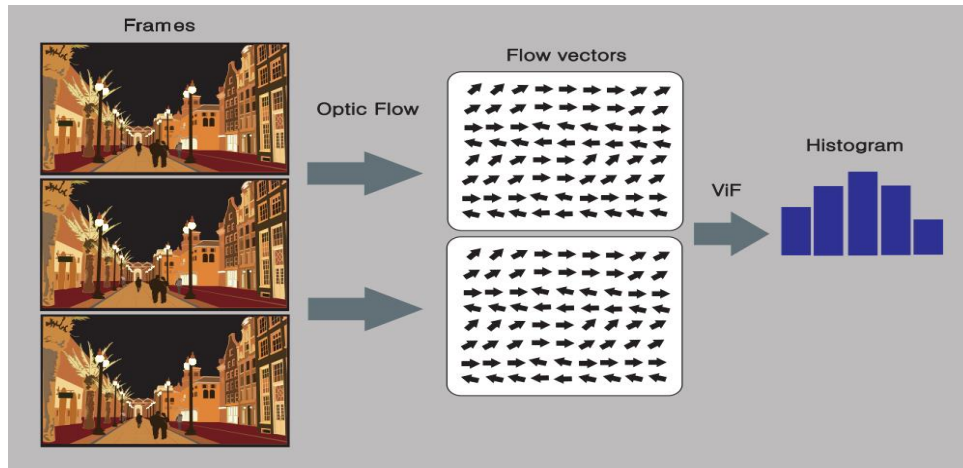 Frames
Optic Flow
Flow vectors
ViF
Histogram